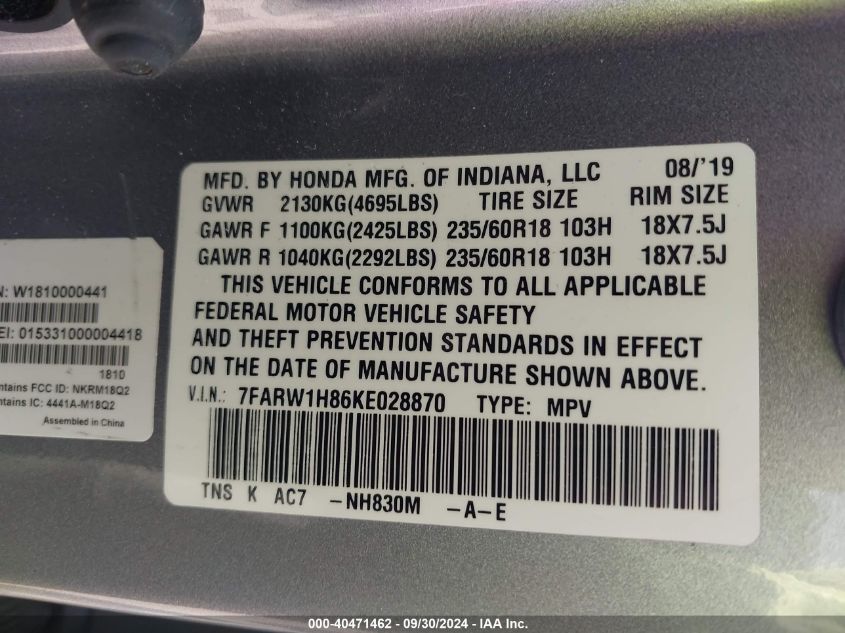 MFD. BY HONDA MFG. OF INDIANA, LLC 08/'19
GVWR 2130KG(4695LBS) TIRE SIZE RIM SIZE
GAWR F 1100KG(2425LBS) 235/60R18 103H 18X7.5J
GAWR R 1040KG(2292LBS) 235/60R18 103H 18X7.5J
THIS VEHICLE CONFORMS TO ALL APPLICABLE
FEDERAL MOTOR VEHICLE SAFETY
AND THEFT PREVENTION STANDARDS IN EFFECT
ON THE DATE OF MANUFACTURE SHOWN ABOVE.
V.I.N.: 7FARW1H86KE028870 TYPE: MPV
TNS K AC7 -NH830M -A-E
N: W1810000441
EI: 015331000004418
1810
ntains FCC ID: NKRM18Q2
ntains IC: 4441A-M18Q2
Assembled in China
000-40471462 - 09/30/2024 - IAA Inc.